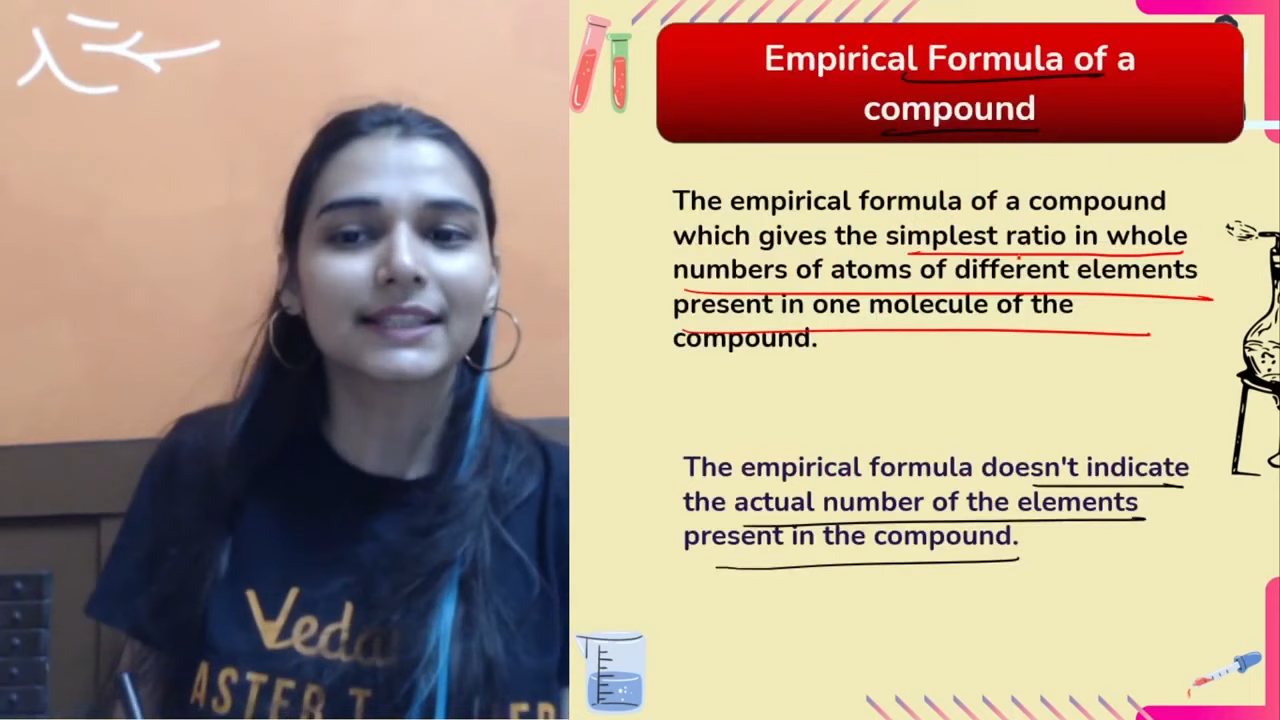 Empirical Formula of a
compound
The empirical formula of a compound
which gives the simplest ratio in whole
numbers of atoms of different elements
present in one molecule of the
compound.
The empirical formula doesn't indicate
the actual number of the elements
present in the compound.
Veda